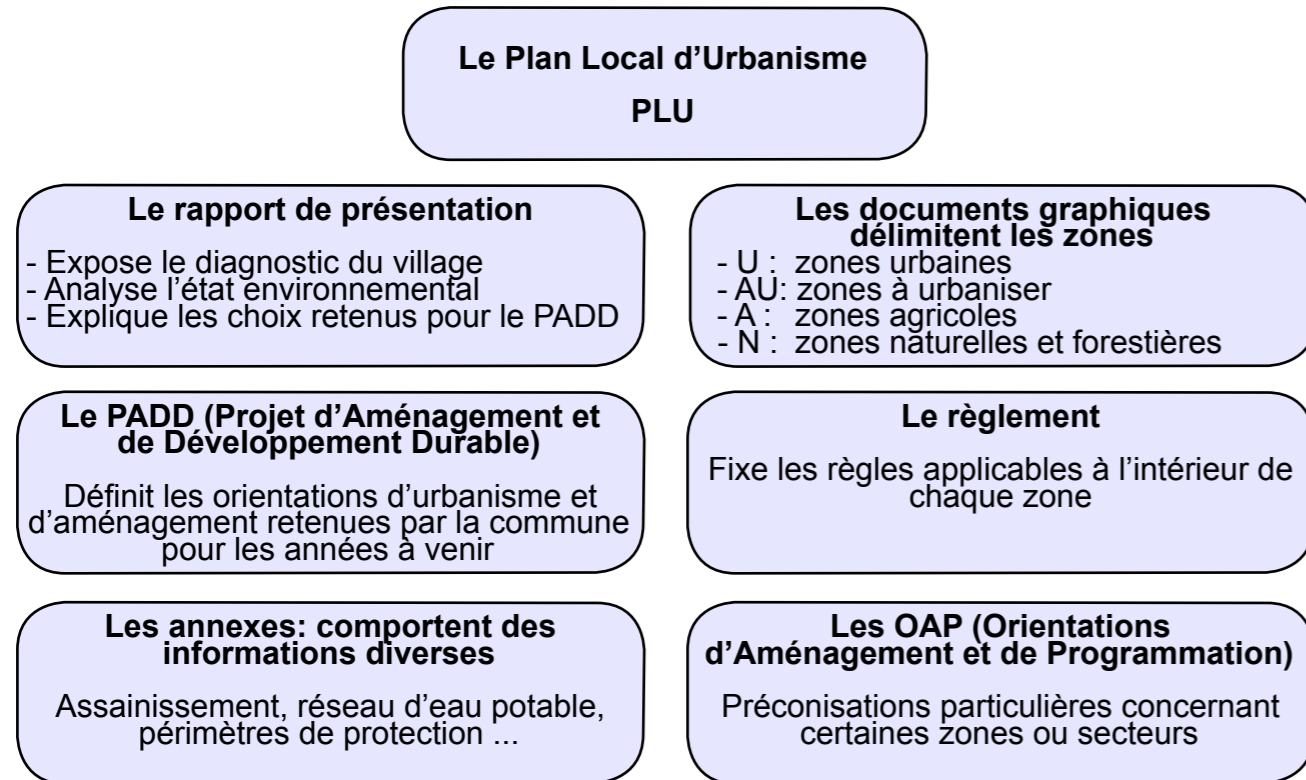 Le Plan Local d’Urbanisme
PLU
Le rapport de présentation
- Expose le diagnostic du village
- Analyse l’état environnemental
- Explique les choix retenus pour le PADD
Les documents graphiques
délimitent les zones
- U :  zones urbaines
- AU: zones à urbaniser
- A :  zones agricoles
- N :  zones naturelles et forestières
Le PADD (Projet d’Aménagement et
de Développement Durable)
Définit les orientations d’urbanisme et
d’aménagement retenues par la commune
pour les années à venir
Le règlement
Fixe les règles applicables à l’intérieur de
chaque zone
Les annexes: comportent des
informations diverses
Assainissement, réseau d’eau potable,
périmètres de protection ...
Les OAP (Orientations
d’Aménagement et de Programmation)
Préconisations particulières concernant
certaines zones ou secteurs